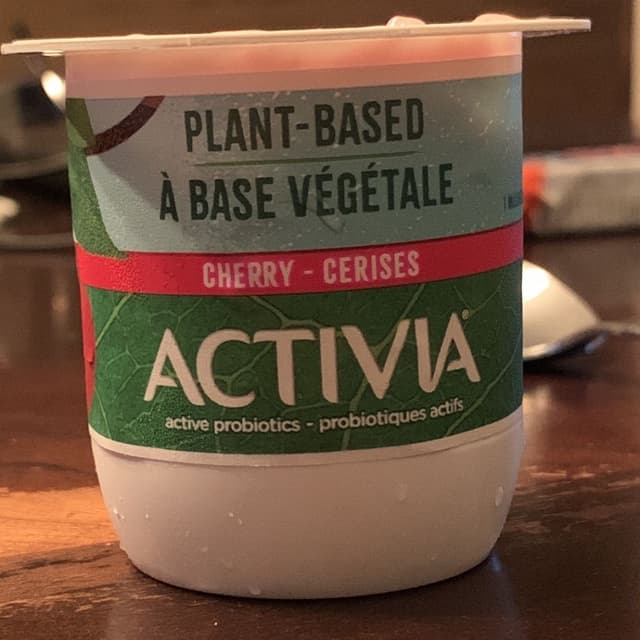 PLANT-BASED
À BASE VÉGÉTALE
CHERRY - CERISES
ACTIVIA®
active probiotics - probiotiques actifs